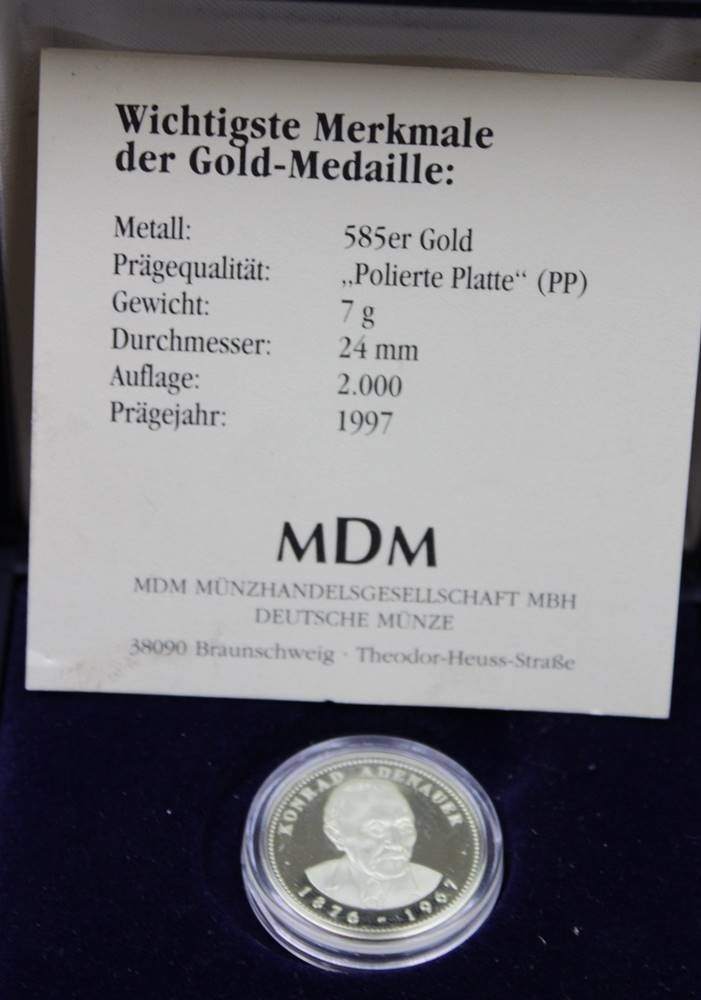 Wichtigste Merkmale
der Gold-Medaille:
Metall: 585er Gold
Prägequalität: „Polierte Platte“ (PP)
Gewicht: 7 g
Durchmesser: 24 mm
Auflage: 2.000
Prägejahr: 1997
MDM
MDM MÜNZHANDELSGESELLSCHAFT MBH
DEUTSCHE MÜNZE
38090 Braunschweig · Theodor-Heuss-Straße
KONRAD ADENAUER
1876 - 1967